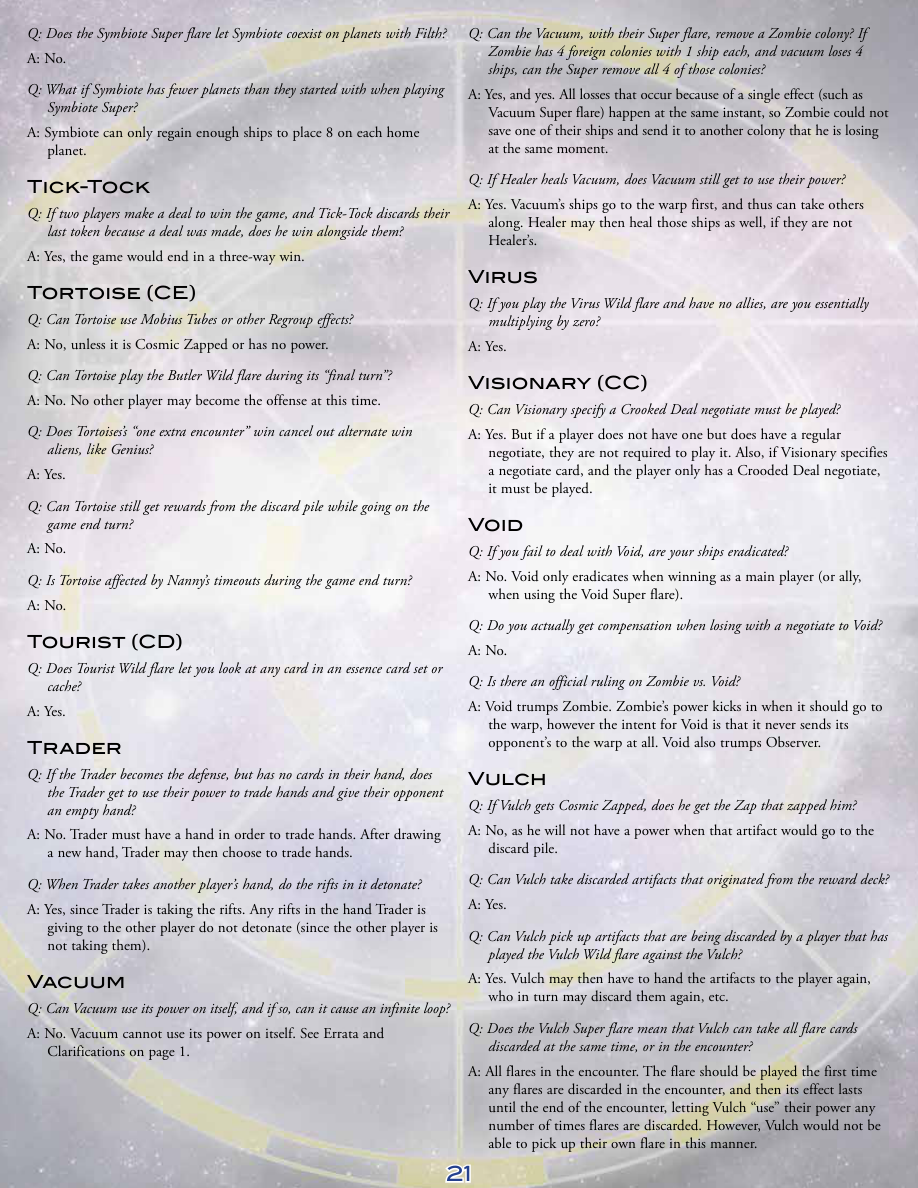 Q: Does the Symbiote Super flare let Symbiote coexist on planets with Filth?
A: No.
Q: What if Symbiote has fewer planets than they started with when playing
Symbiote Super?
A: Symbiote can only regain enough ships to place 8 on each home
planet.
Tick-Tock
Q: If two players make a deal to win the game, and Tick-Tock discards their
last token because a deal was made, does he win alongside them?
A: Yes, the game would end in a three-way win.
Tortoise (CE)
Q: Can Tortoise use Mobius Tubes or other Regroup effects?
A: No, unless it is Cosmic Zapped or has no power.
Q: Can Tortoise play the Butler Wild flare during its “final turn”?
A: No. No other player may become the offense at this time.
Q: Does Tortoises’s “one extra encounter” win cancel out alternate win
aliens, like Genius?
A: Yes.
Q: Can Tortoise still get rewards from the discard pile while going on the
game end turn?
A: No.
Q: Is Tortoise affected by Nanny’s timeouts during the game end turn?
A: No.
Tourist (CD)
Q: Does Tourist Wild flare let you look at any card in an essence card set or
cache?
A: Yes.
Trader
Q: If the Trader becomes the defense, but has no cards in their hand, does
the Trader get to use their power to trade hands and give their opponent
an empty hand?
A: No. Trader must have a hand in order to trade hands. After drawing
a new hand, Trader may then choose to trade hands.
Q: When Trader takes another player’s hand, do the rifts in it detonate?
A: Yes, since Trader is taking the rifts. Any rifts in the hand Trader is
giving to the other player do not detonate (since the other player is
not taking them).
Vacuum
Q: Can Vacuum use its power on itself, and if so, can it cause an infinite loop?
A: No. Vacuum cannot use its power on itself. See Errata and
Clarifications on page 1.
Q: Can the Vacuum, with their Super flare, remove a Zombie colony? If
Zombie has 4 foreign colonies with 1 ship each, and vacuum loses 4
ships, can the Super remove all 4 of those colonies?
A: Yes, and yes. All losses that occur because of a single effect (such as
Vacuum Super flare) happen at the same instant, so Zombie could not
save one of their ships and send it to another colony that he is losing
at the same moment.
Q: If Healer heals Vacuum, does Vacuum still get to use their power?
A: Yes. Vacuum’s ships go to the warp first, and thus can take others
along. Healer may then heal those ships as well, if they are not
Healer’s.
Virus
Q: If you play the Virus Wild flare and have no allies, are you essentially
multiplying by zero?
A: Yes.
Visionary (CC)
Q: Can Visionary specify a Crooked Deal negotiate must be played?
A: Yes. But if a player does not have one but does have a regular
negotiate, they are not required to play it. Also, if Visionary specifies
a negotiate card, and the player only has a Crooded Deal negotiate,
it must be played.
Void
Q: If you fail to deal with Void, are your ships eradicated?
A: No. Void only eradicates when winning as a main player (or ally,
when using the Void Super flare).
Q: Do you actually get compensation when losing with a negotiate to Void?
A: No.
Q: Is there an official ruling on Zombie vs. Void?
A: Void trumps Zombie. Zombie’s power kicks in when it should go to
the warp, however the intent for Void is that it never sends its
opponent’s to the warp at all. Void also trumps Observer.
Vulch
Q: If Vulch gets Cosmic Zapped, does he get the Zap that zapped him?
A: No, as he will not have a power when that artifact would go to the
discard pile.
Q: Can Vulch take discarded artifacts that originated from the reward deck?
A: Yes.
Q: Can Vulch pick up artifacts that are being discarded by a player that has
played the Vulch Wild flare against the Vulch?
A: Yes. Vulch may then have to hand the artifacts to the player again,
who in turn may discard them again, etc.
Q: Does the Vulch Super flare mean that Vulch can take all flare cards
discarded at the same time, or in the encounter?
A: All flares in the encounter. The flare should be played the first time
any flares are discarded in the encounter, and then its effect lasts
until the end of the encounter, letting Vulch “use” their power any
number of times flares are discarded. However, Vulch would not be
able to pick up their own flare in this manner.
21